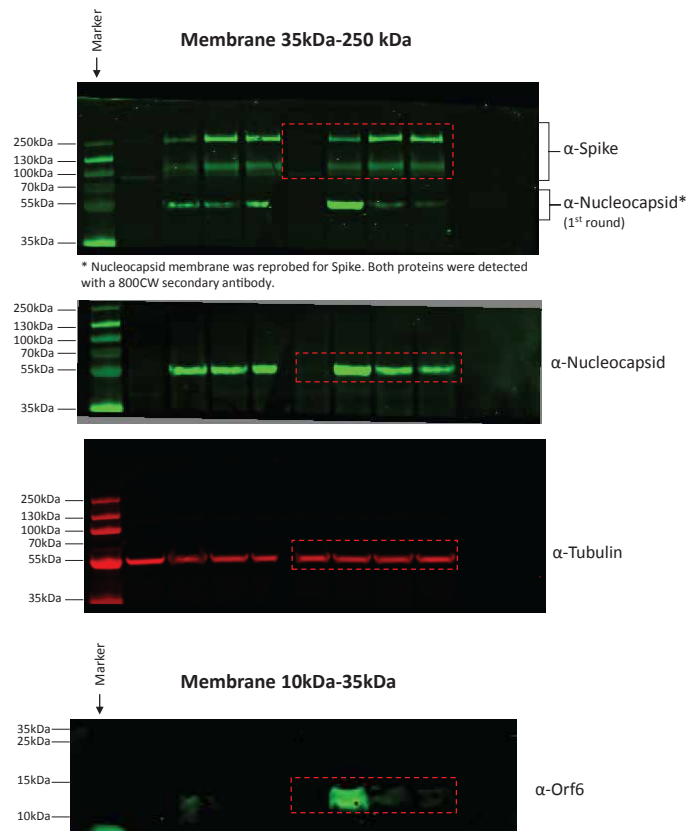 Marker
Membrane 35kDa-250 kDa
250kDa
130kDa
100kDa
70kDa
55kDa
35kDa
α-Spike
α-Nucleocapsid*
(1st round)
* Nucleocapsid membrane was reprobed for Spike. Both proteins were detected
with a 800CW secondary antibody.
250kDa
130kDa
100kDa
70kDa
55kDa
35kDa
α-Nucleocapsid
250kDa
130kDa
100kDa
70kDa
55kDa
35kDa
α-Tubulin
Marker
Membrane 10kDa-35kDa
35kDa
25kDa
15kDa
10kDa
α-Orf6